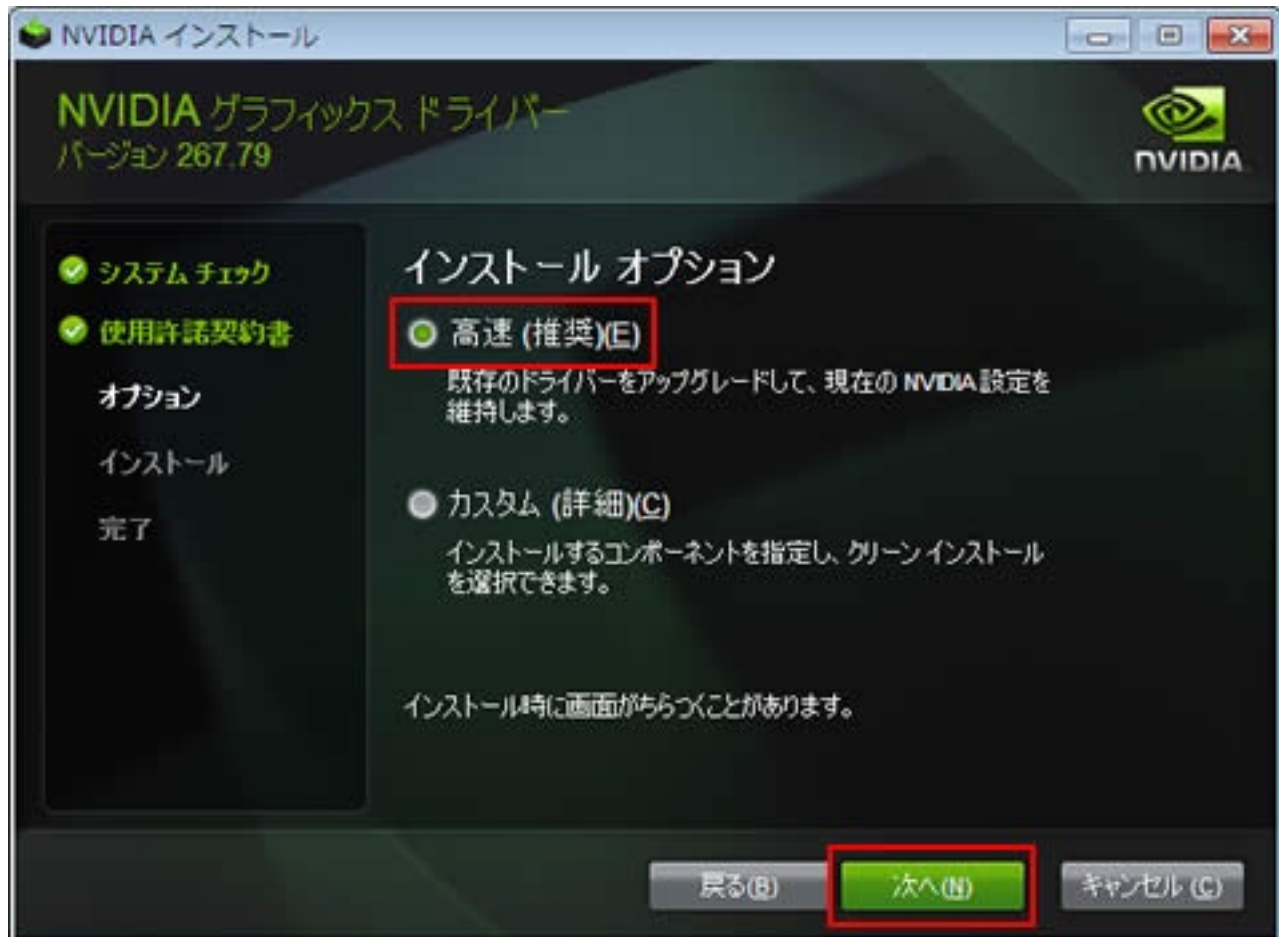 NVIDIA インストール
NVIDIA グラフィックス ドライバー
バージョン 267.79
NVIDIA
システム チェック
使用許諾契約書
オプション
インストール
完了
インストール オプション
高速 (推奨)(E)
既存のドライバーをアップグレードして、現在の NVIDIA 設定を
維持します。
カスタム (詳細)(C)
インストールするコンポーネントを指定し、クリーン インストール
を選択できます。
インストール時に画面がちらつくことがあります。
戻る(B)
次へ(N)
キャンセル (C)